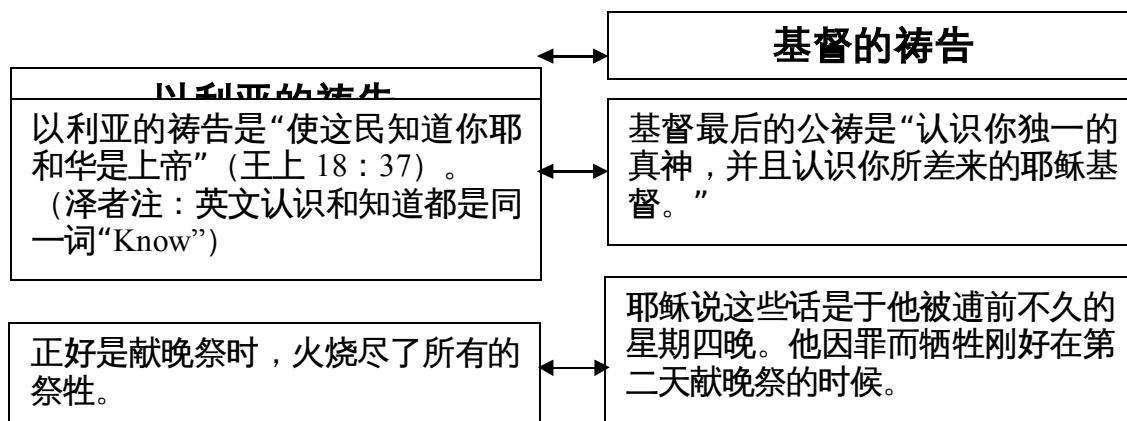 基督的祷告
以利亚的祷告
以利亚的祷告是“使这民知道你耶
和华是上帝”（王上 18：37）。
（泽者注：英文认识和知道都是同
一词“Know”）
基督最后的公祷是“认识你独一的
真神，并且认识你所差来的耶稣基
督。”
正好是献晚祭时，火烧尽了所有的
祭牲。
耶稣说这些话是于他被逋前不久的
星期四晚。他因罪而牺牲刚好在第
二天献晚祭的时候。